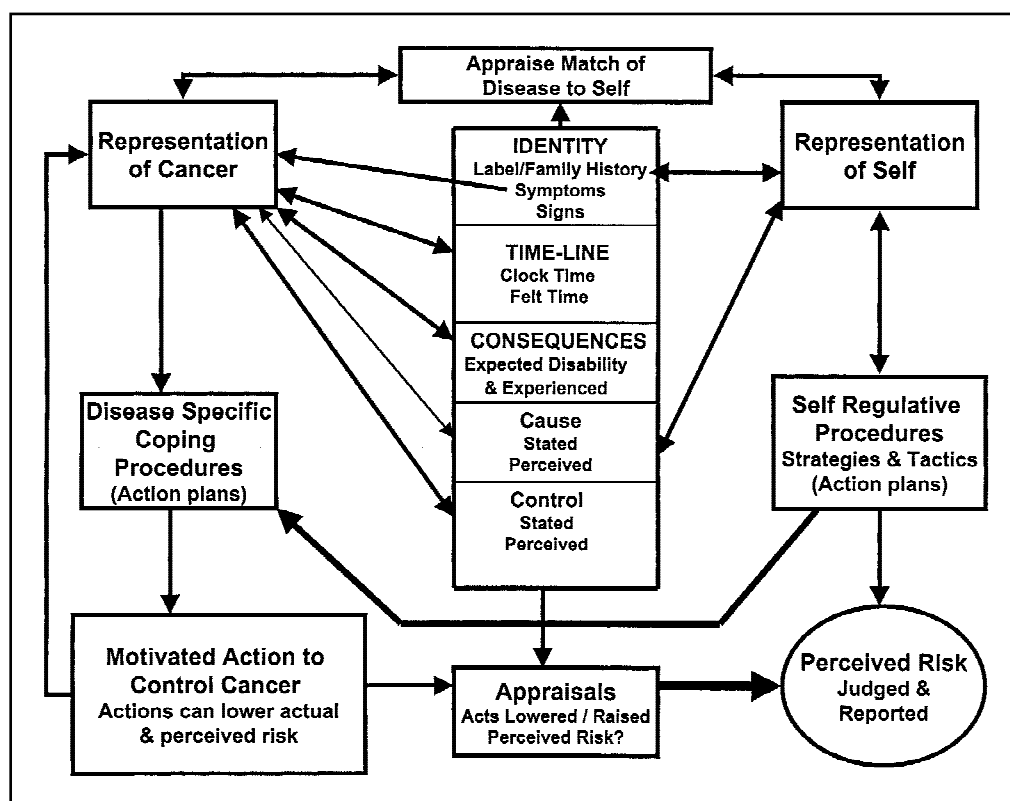 Appraise Match of
Disease to Self
Representation
of Cancer
IDENTITY
Label/Family History
Symptoms
Signs
Representation
of Self
TIME-LINE
Clock Time
Felt Time
CONSEQUENCES
Expected Disability
& Experienced
Disease Specific
Coping
Procedures
(Action plans)
Cause
Stated
Perceived
Self Regulative
Procedures
Strategies & Tactics
(Action plans)
Control
Stated
Perceived
Motivated Action to
Control Cancer
Actions can lower actual
& perceived risk
Appraisals
Acts Lowered / Raised
Perceived Risk?
Perceived Risk
Judged &
Reported